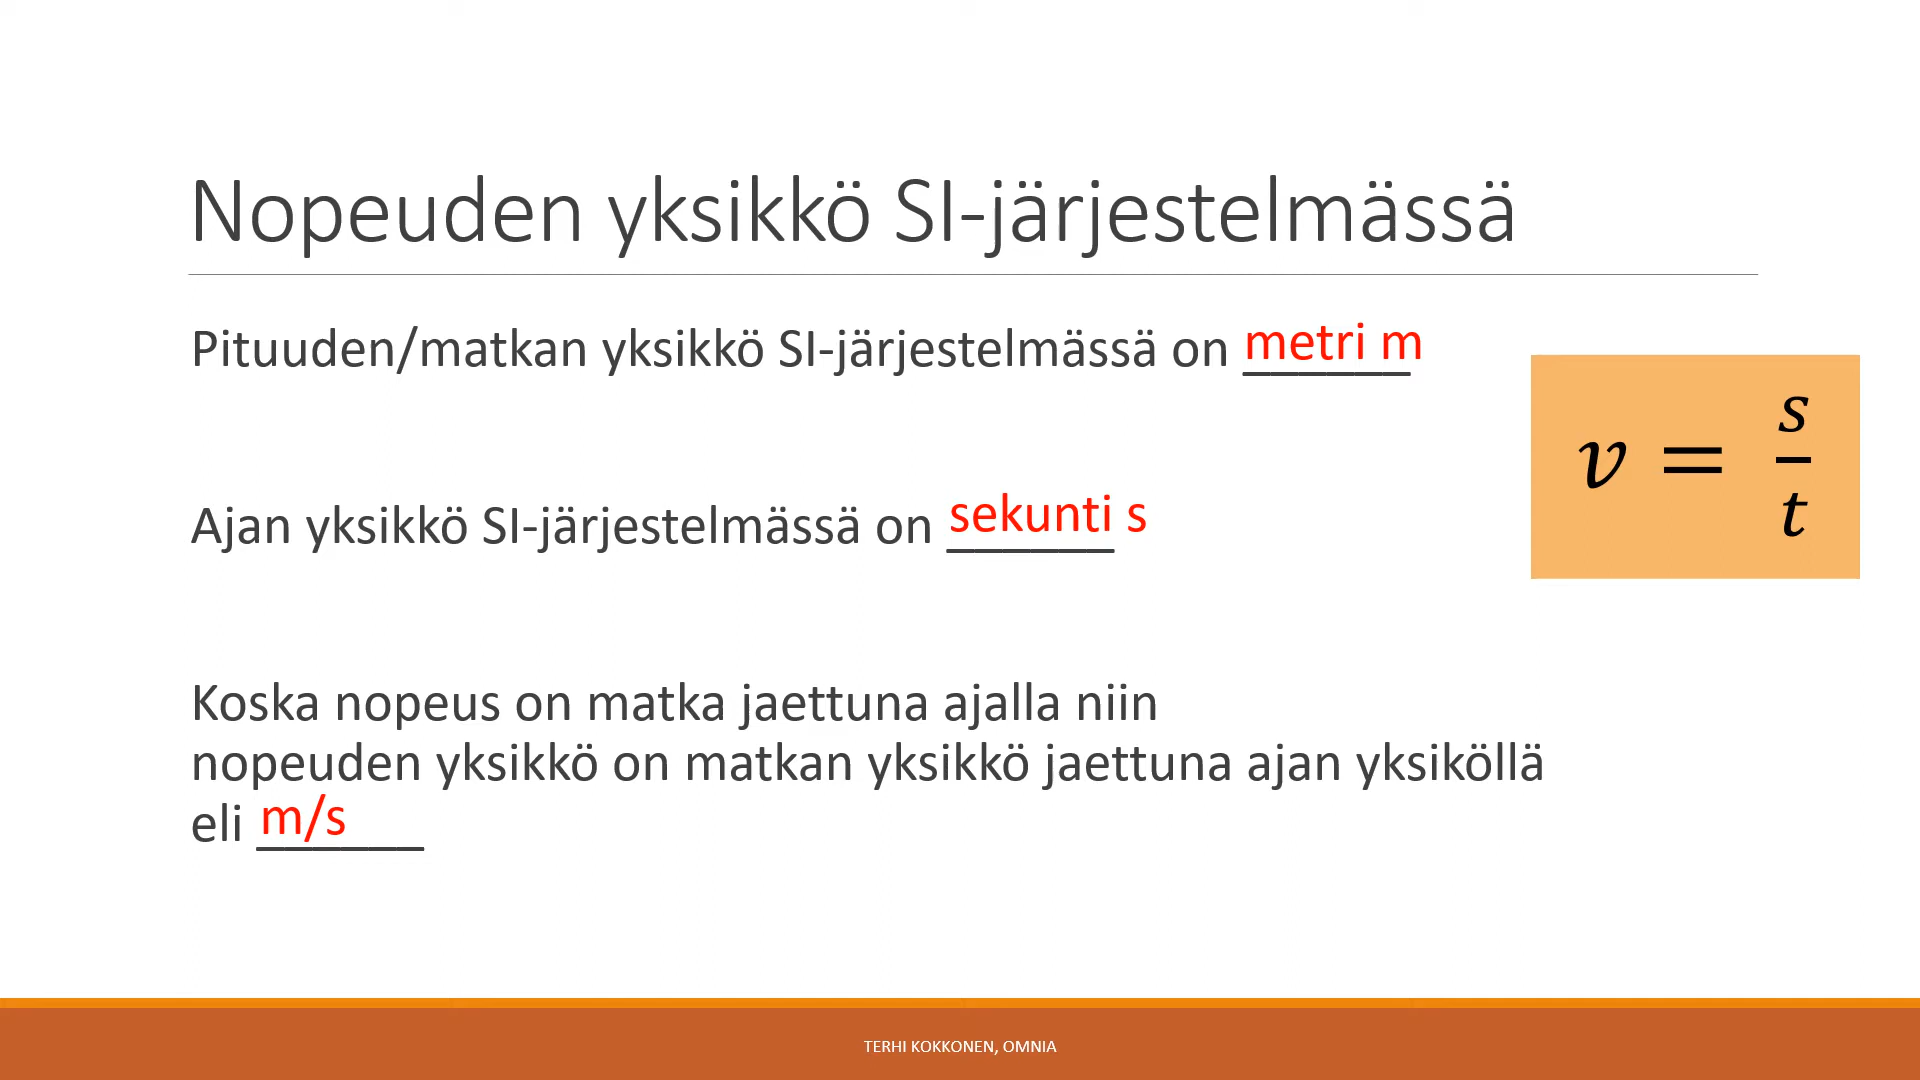 Nopeuden yksikkö SI-järjestelmässä
Pituuden/matkan yksikkö SI-järjestelmässä on metri m
v = s/t
Ajan yksikkö SI-järjestelmässä on sekunti s
Koska nopeus on matka jaettuna ajalla niin
nopeuden yksikkö on matkan yksikkö jaettuna ajan yksiköllä
eli m/s
TERHI KOKKONEN, OMNIA